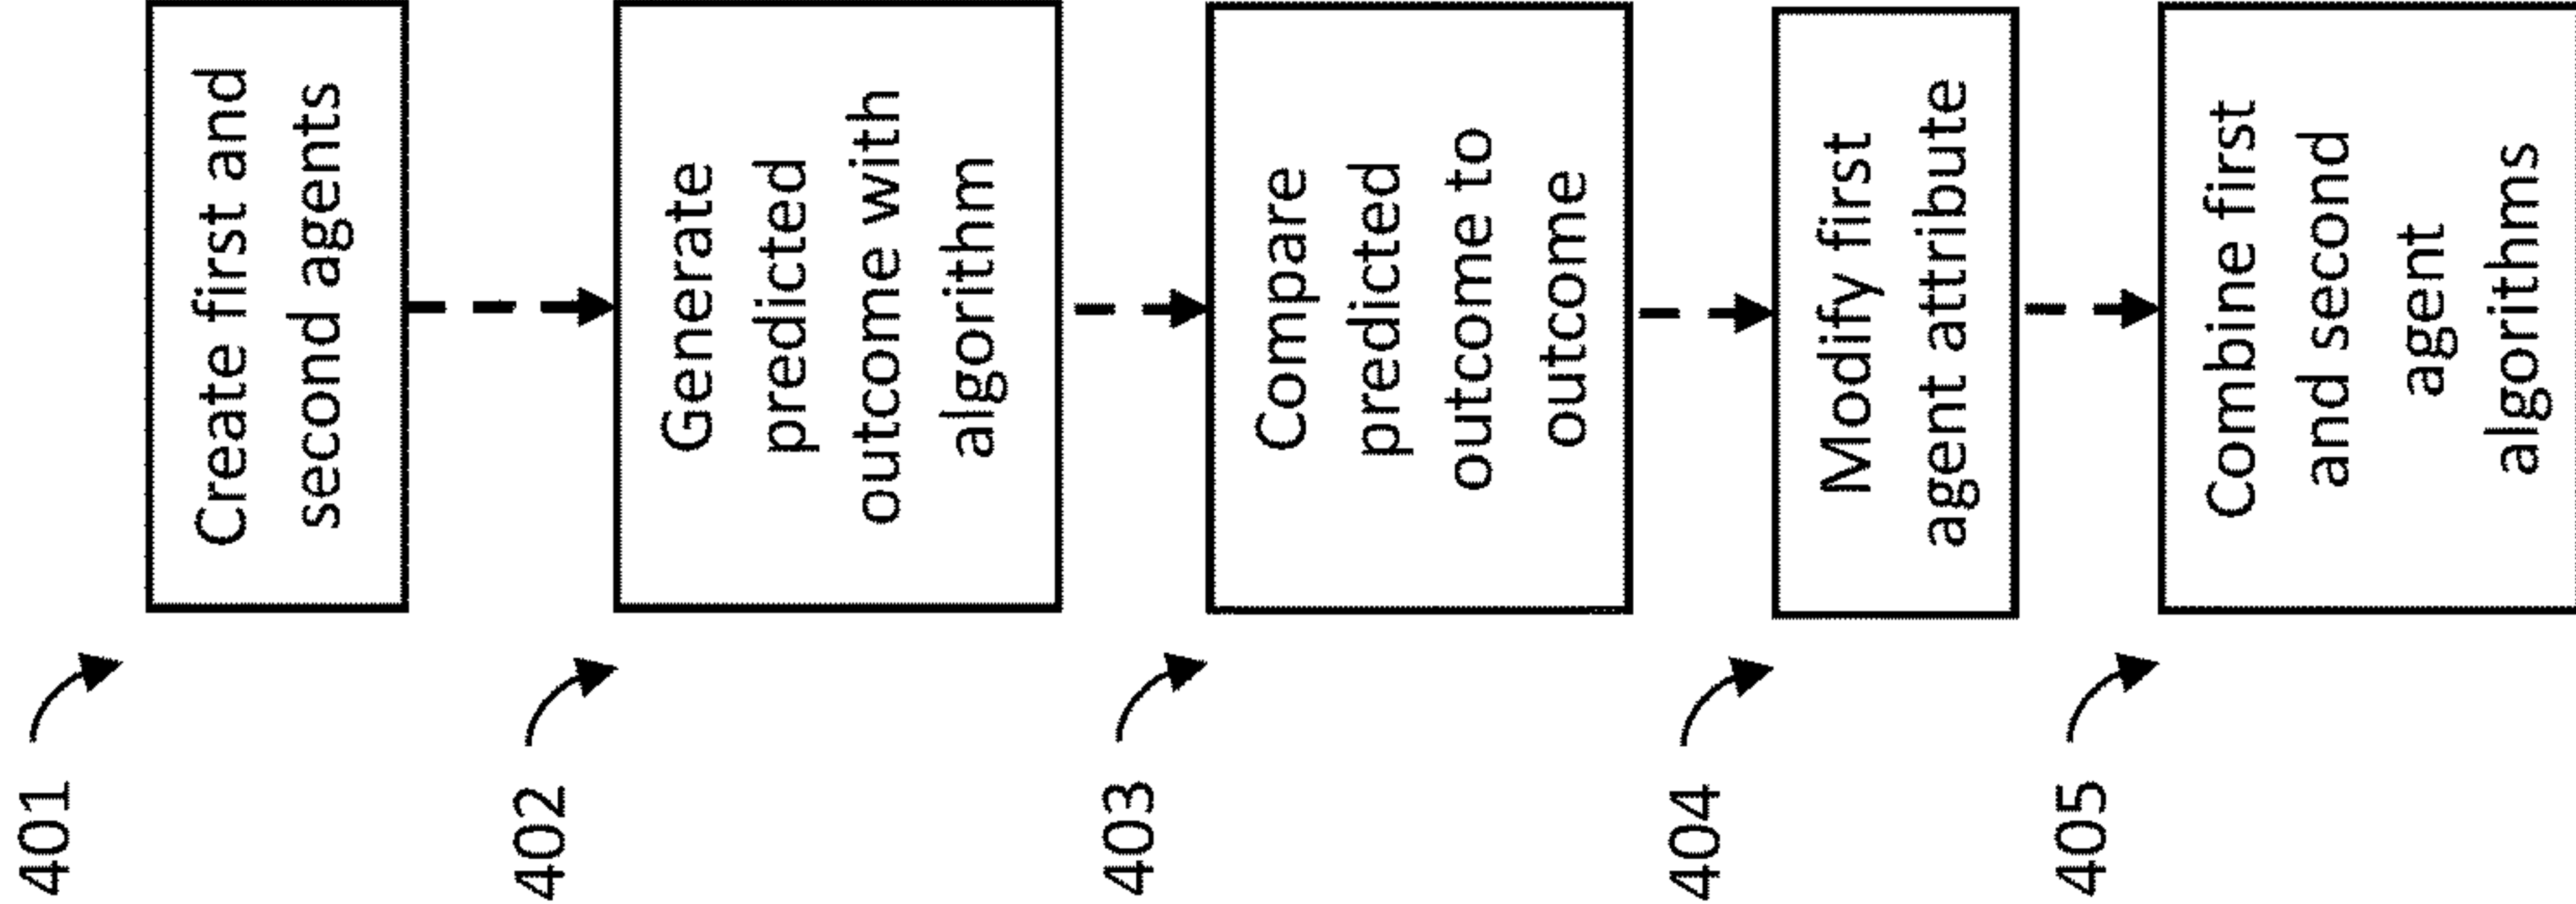 401
Create first and
second agents
402
Generate
predicted
outcome with
algorithm
403
Compare
predicted
outcome to
outcome
404
Modify first
agent attribute
405
Combine first
and second
agent
algorithms